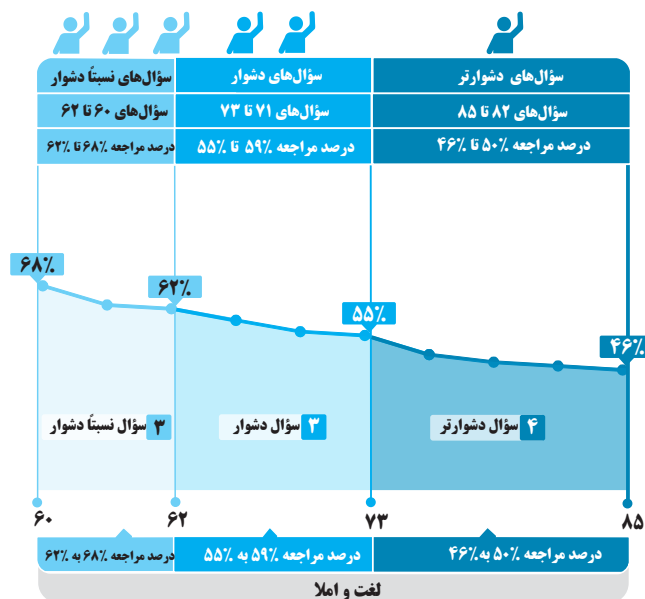 سؤال‌های نسبتاً دشوار
سؤال‌های دشوار
سؤال‌های دشوارتر
سؤال‌های ۶۰ تا ۶۲
سؤال‌های ۷۱ تا ۷۳
سؤال‌های ۸۲ تا ۸۵
درصد مراجعه ۶۸٪ تا ۶۲٪
درصد مراجعه ۵۹٪ تا ۵۵٪
درصد مراجعه ۵۰٪ تا ۴۶٪
۶۸٪
۶۲٪
۵۵٪
۴۶٪
۳ سؤال نسبتاً دشوار
۳ سؤال دشوار
۴ سؤال دشوارتر
۶۰
۶۲
۷۳
۸۵
درصد مراجعه ۶۸٪ به ۶۲٪
درصد مراجعه ۵۹٪ به ۵۵٪
درصد مراجعه ۵۰٪ به ۴۶٪
لغت و املا